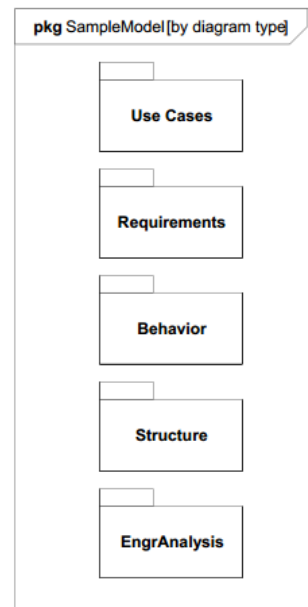 pkg SampleModel [by diagram type]
Use Cases
Requirements
Behavior
Structure
EngrAnalysis